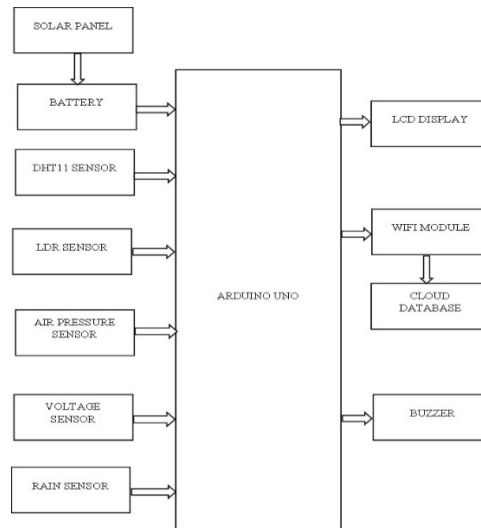 SOLAR PANEL
BATTERY
DHT11 SENSOR
LDR SENSOR
AIR PRESSURE
SENSOR
VOLTAGE
SENSOR
RAIN SENSOR
ARDUINO UNO
LCD DISPLAY
WIFI MODULE
CLOUD
DATABASE
BUZZER